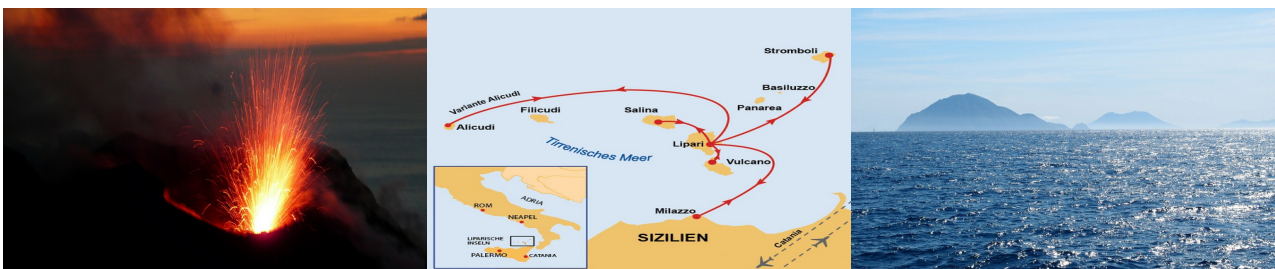 Stromboli
Basiluzzo
Panarea
Variante Alicudi
Filicudi
Alicudi
Salina
Lipari
Vulcano
Tirrenisches Meer
Milazzo
SIZILIEN
Catania
ADRIA
ROM
NEAPEL
LIPARISCHE
INSELN
PALERMO
CATANIA